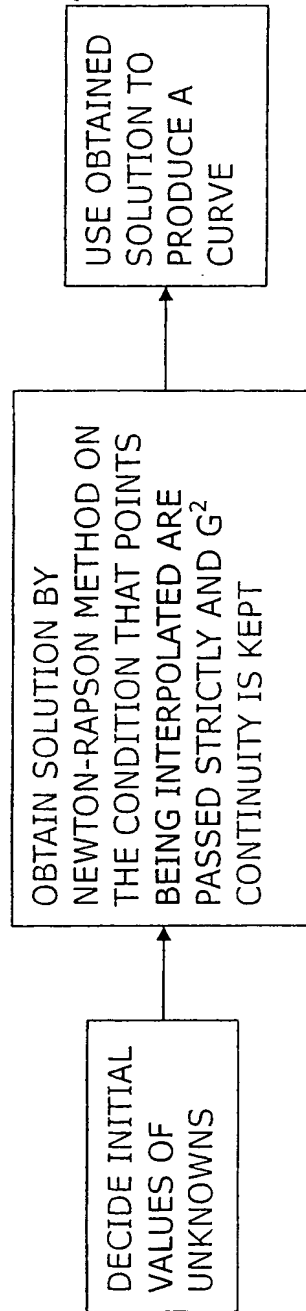 DECIDE INITIAL
VALUES OF
UNKNOWNS
OBTAIN SOLUTION BY
NEWTON-RAPSON METHOD ON
THE CONDITION THAT POINTS
BEING INTERPOLATED ARE
PASSED STRICTLY AND G²
CONTINUITY IS KEPT
USE OBTAINED
SOLUTION TO
PRODUCE A
CURVE